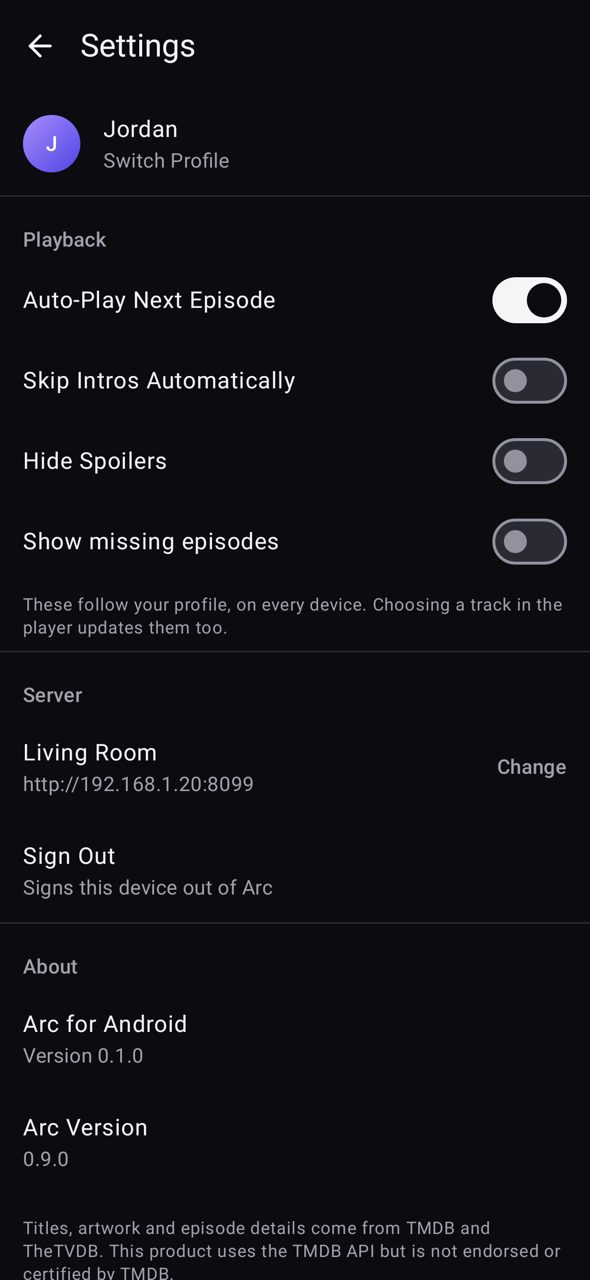 Settings
J
Jordan
Switch Profile
Playback
Auto-Play Next Episode
Skip Intros Automatically
Hide Spoilers
Show missing episodes
These follow your profile, on every device. Choosing a track in the
player updates them too.
Server
Living Room
http://192.168.1.20:8099
Change
Sign Out
Signs this device out of Arc
About
Arc for Android
Version 0.1.0
Arc Version
0.9.0
Titles, artwork and episode details come from TMDB and
TheTVDB. This product uses the TMDB API but is not endorsed or
certified by TMDB.